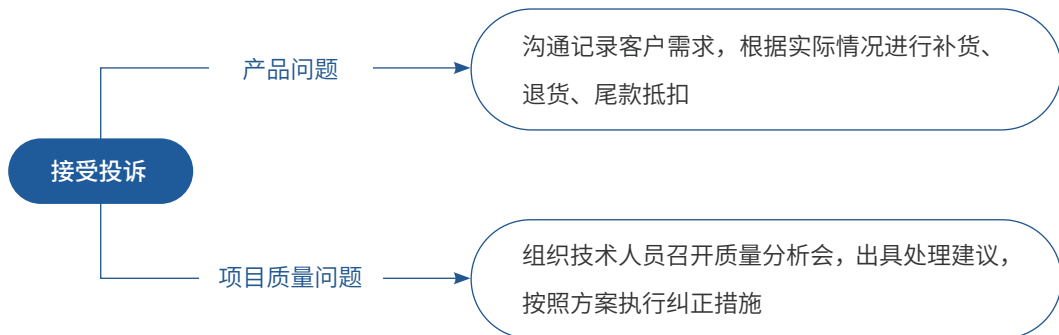 沟通记录客户需求，根据实际情况进行补货、
退货、尾款抵扣
产品问题
接受投诉
组织技术人员召开质量分析会，出具处理建议，
按照方案执行纠正措施
项目质量问题